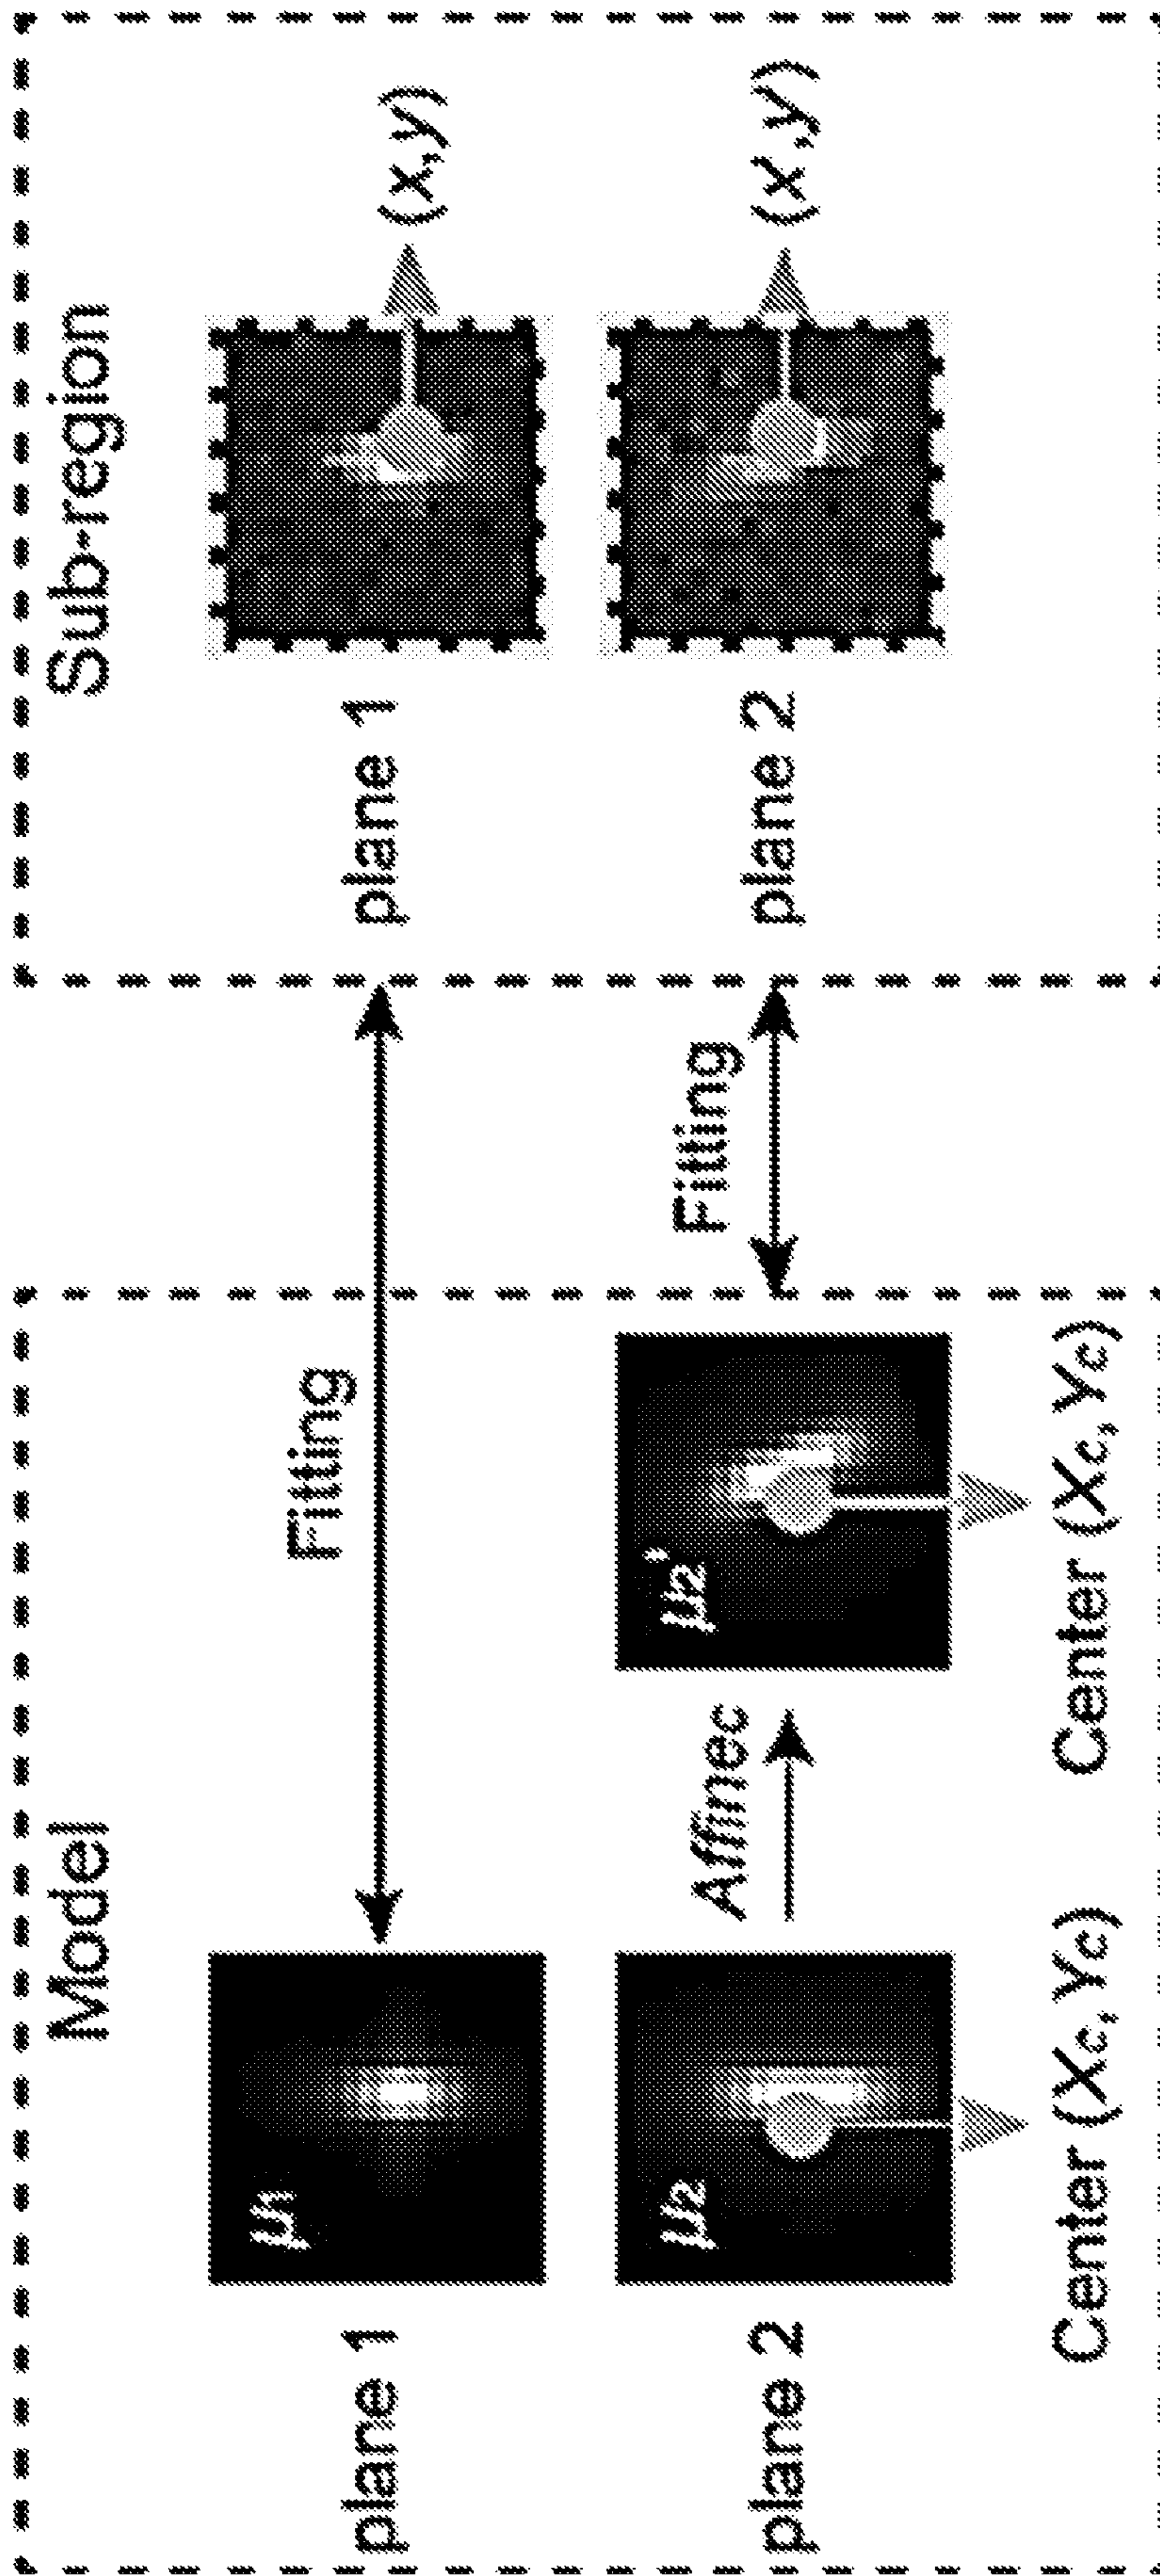 Model
Sub-region
plane 1
μ1
Fitting
plane 1
(x,y)
plane 2
μ2
Affinec
μ2'
Fitting
plane 2
(x',y')
Center (Xc, Yc)
Center (Xc, Yc)